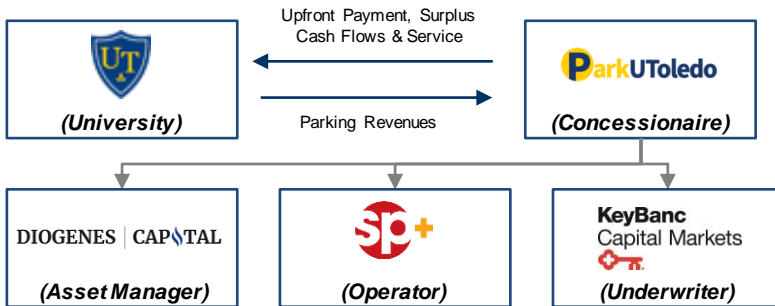 Upfront Payment, Surplus
Cash Flows & Service
UT
ParkUToledo
(University)
Parking Revenues
(Concessionaire)
DIOGENES | CAPITAL
sp+
KeyBanc
Capital Markets
(Asset Manager)
(Operator)
(Underwriter)